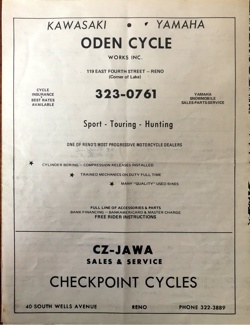 KAWASAKI • YAMAHA
ODEN CYCLE
WORKS INC.
119 EAST FOURTH STREET – RENO
(Corner of Lake)
CYCLE
INSURANCE
BEST RATES
AVAILABLE
323-0761
YAMAHA
SNOWMOBILE
SALES-PARTS-SERVICE
Sport - Touring - Hunting
ONE OF RENO'S MOST PROGRESSIVE MOTORCYCLE DEALERS
CYLINDER BORING – COMPRESSION RELEASES INSTALLED
TRAINED MECHANICS ON DUTY FULL TIME
MANY "QUALITY" USED BIKES
FULL LINE OF ACCESSORIES & PARTS
BANK FINANCING – BANKAMERICARD & MASTER CHARGE
FREE RIDER INSTRUCTIONS
CZ-JAWA
SALES & SERVICE
CHECKPOINT CYCLES
40 SOUTH WELLS AVENUE RENO PHONE 322-3889